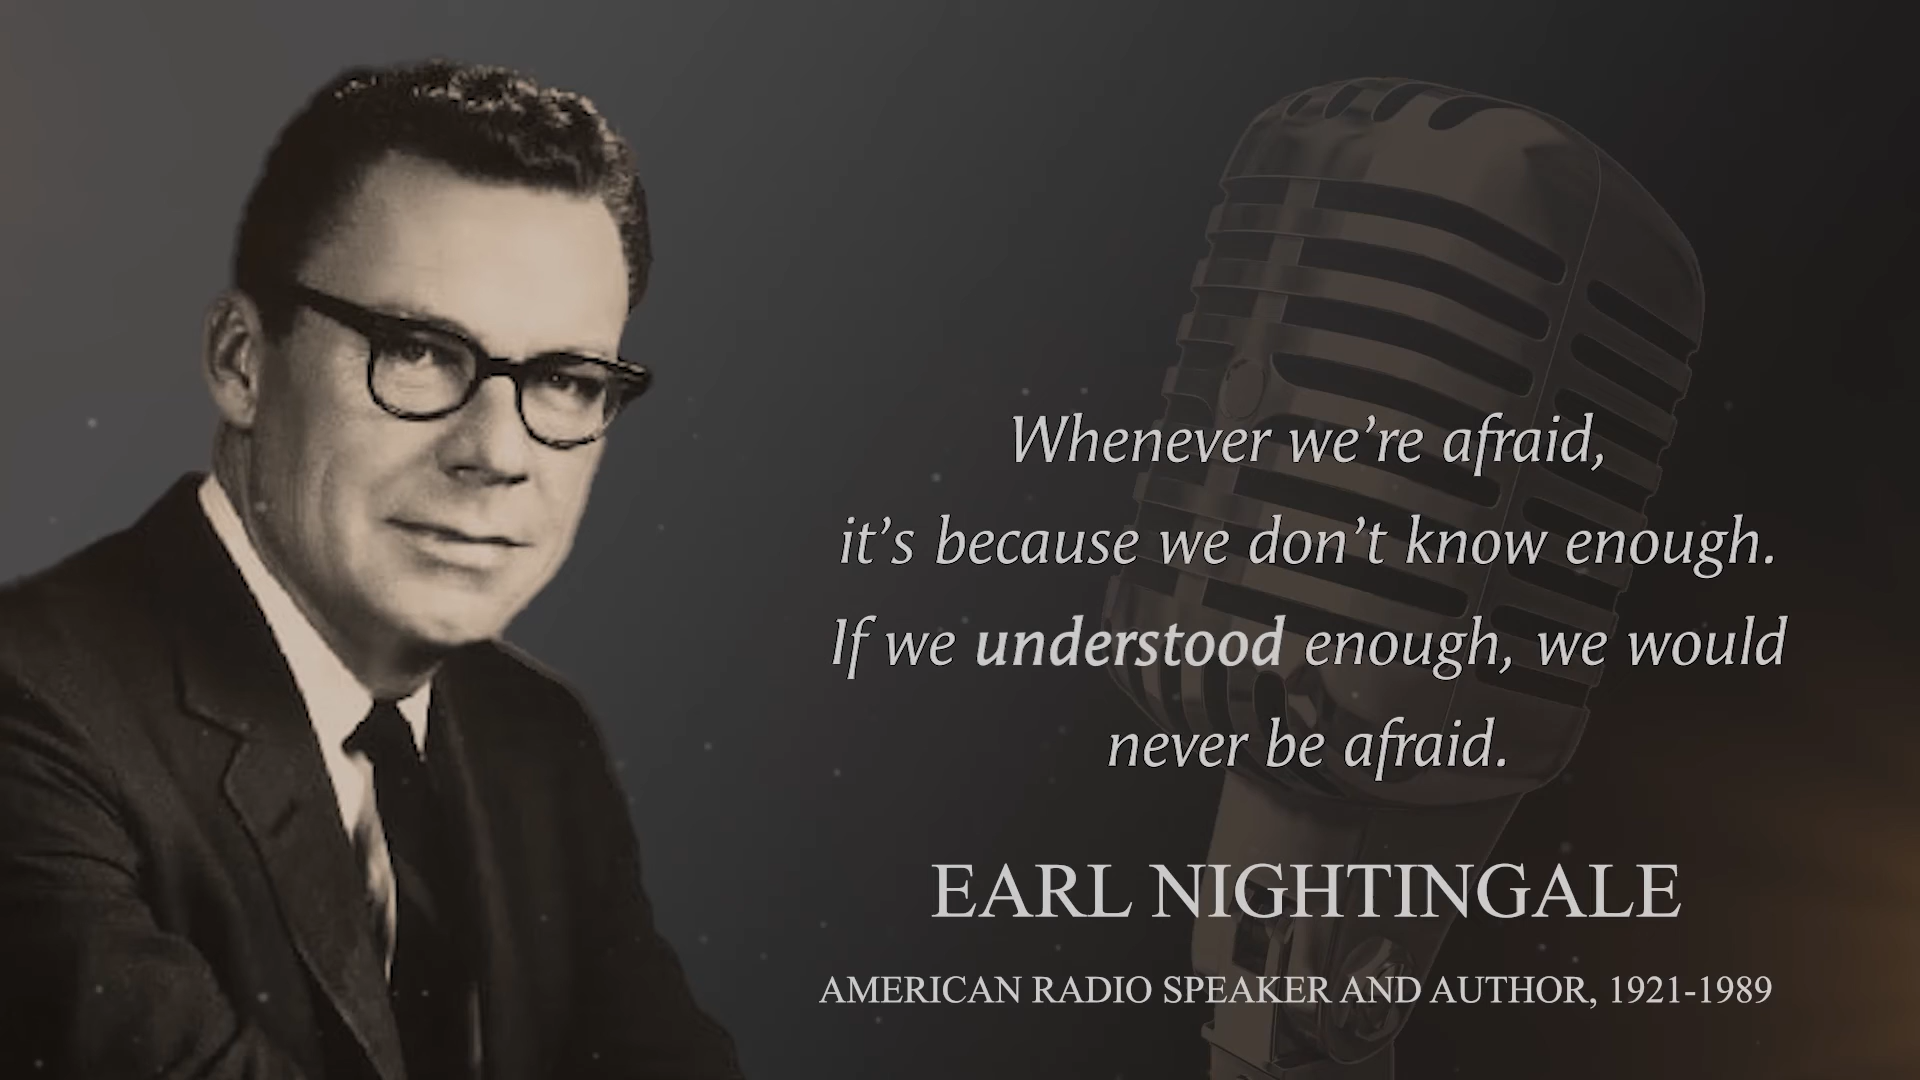 Whenever we’re afraid,
it’s because we don’t know enough.
If we understood enough, we would
never be afraid.
EARL NIGHTINGALE
AMERICAN RADIO SPEAKER AND AUTHOR, 1921-1989